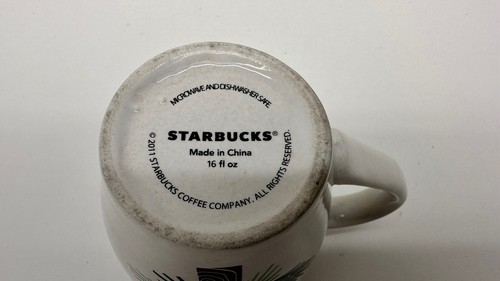 MICROWAVE AND DISHWASHER SAFE.
STARBUCKS®
Made in China
16 fl oz
© 2011 STARBUCKS COFFEE COMPANY. ALL RIGHTS RESERVED.